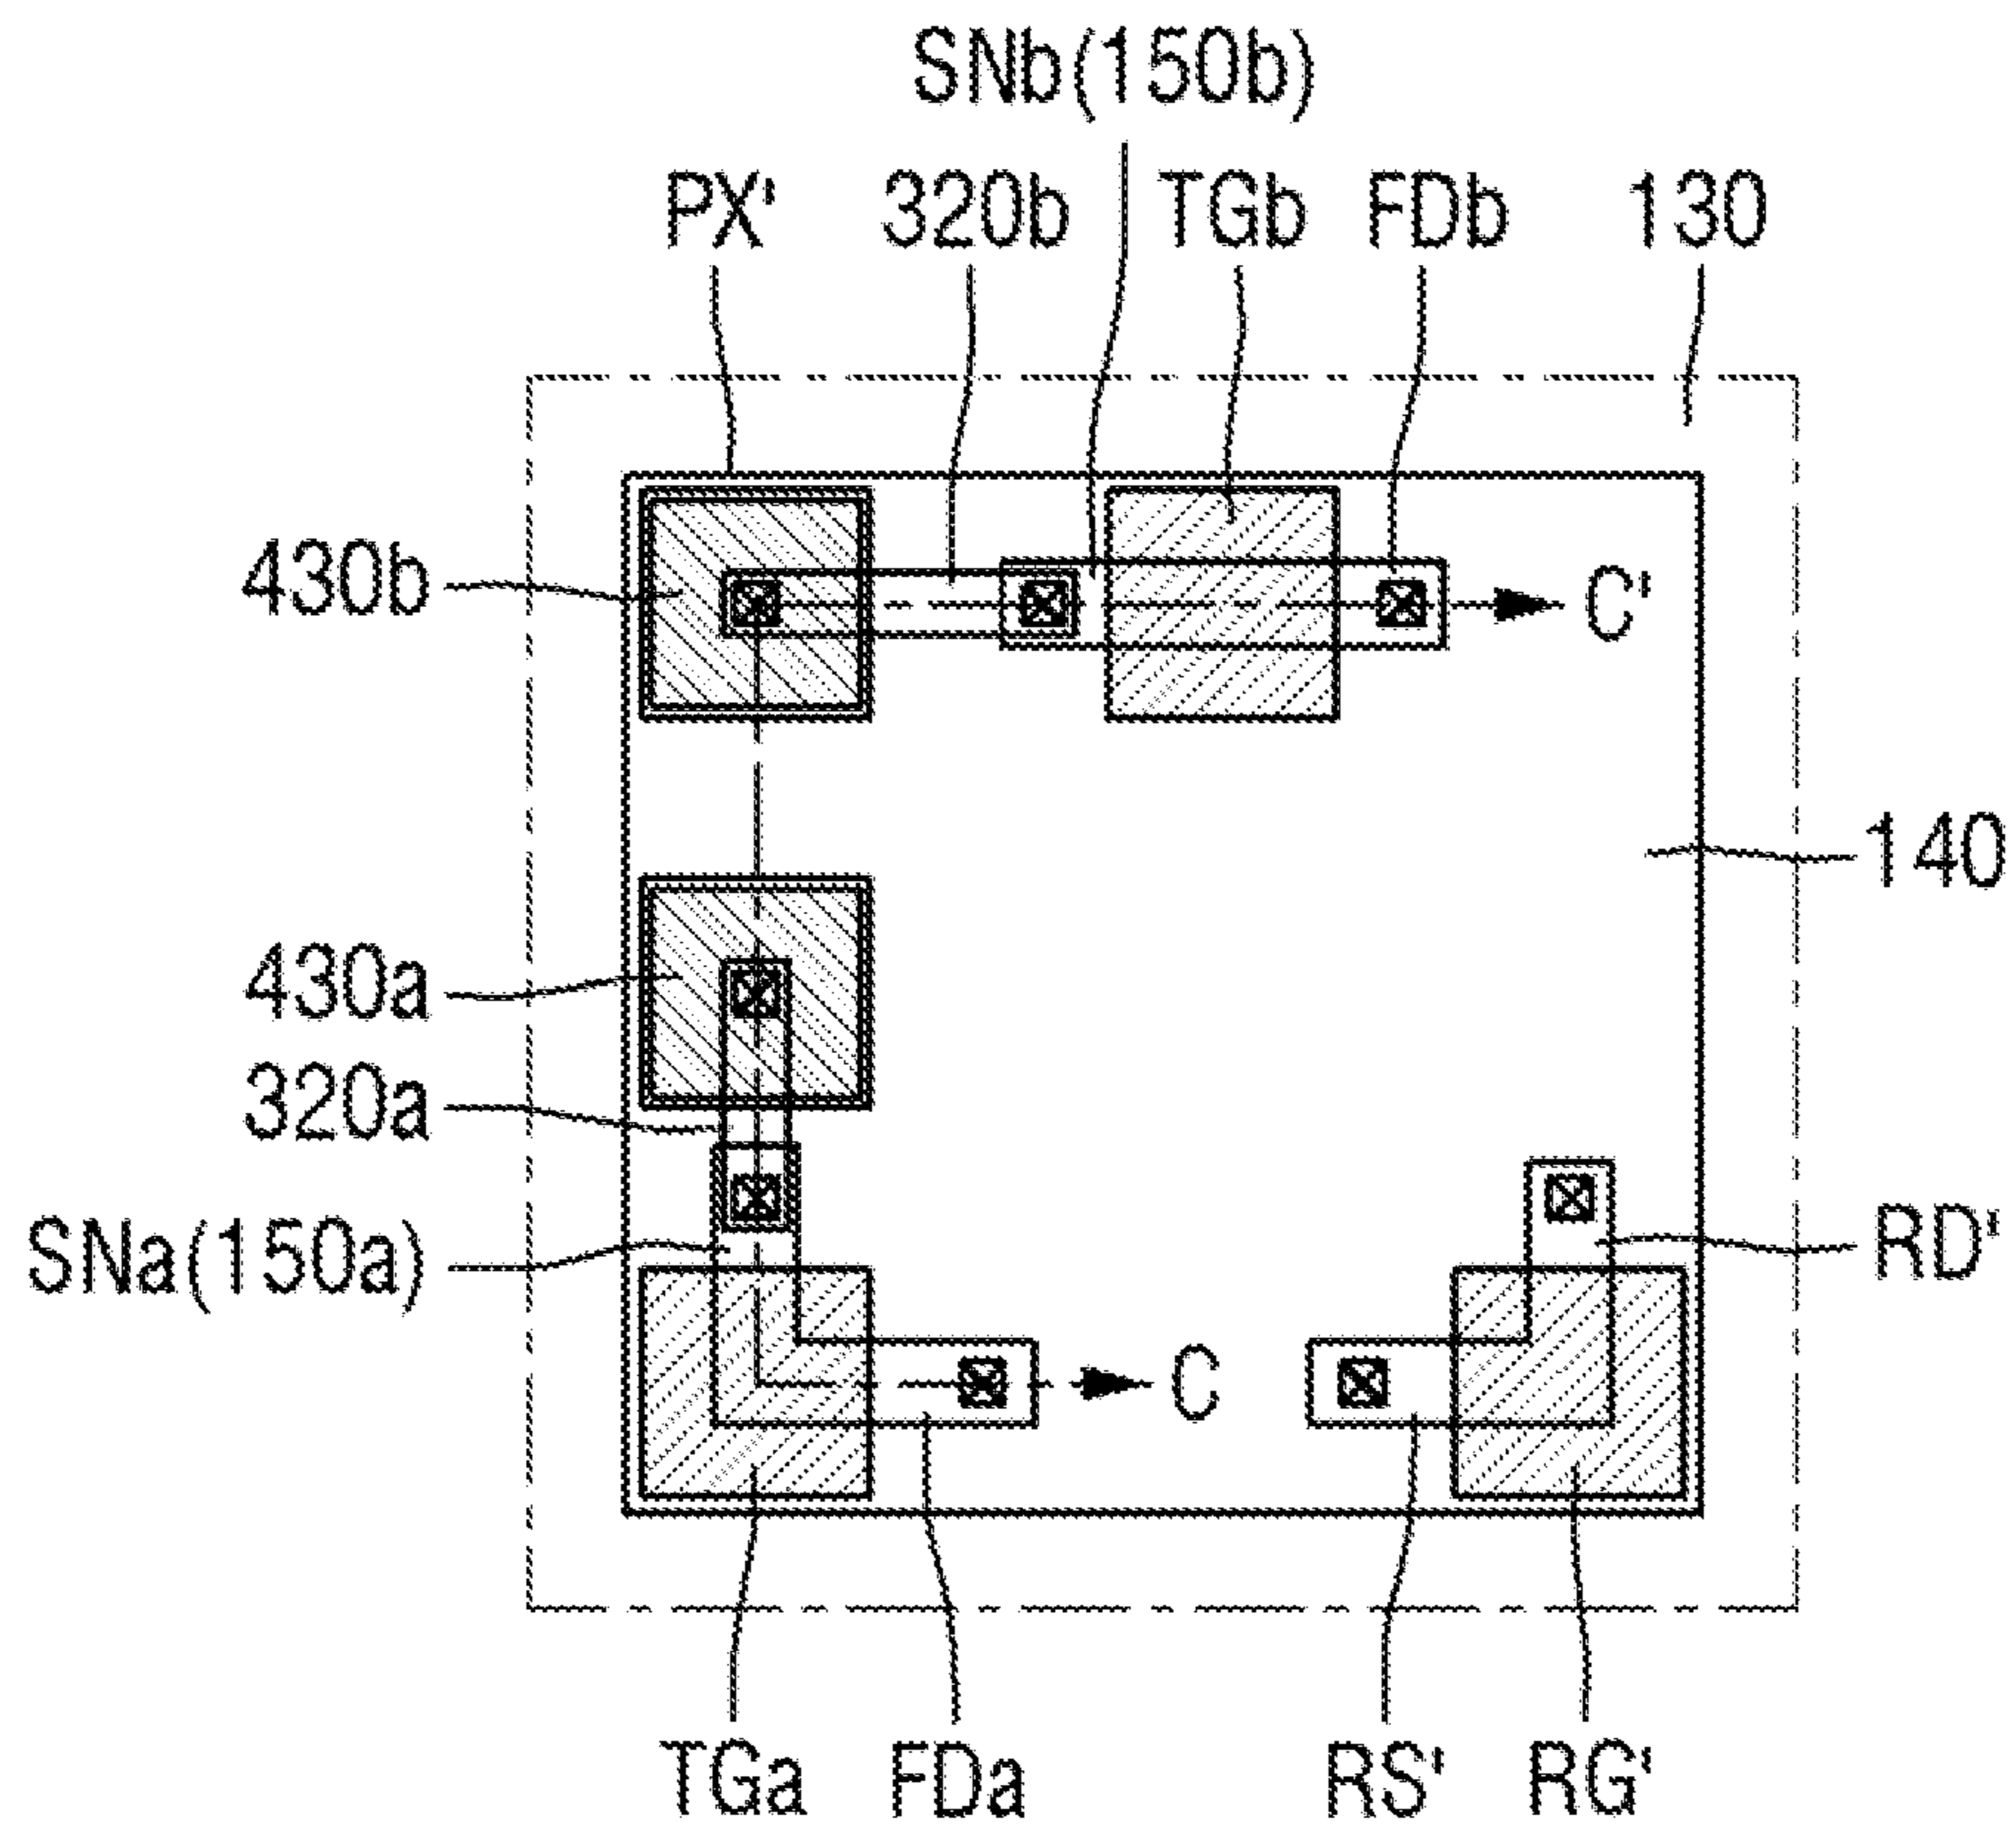 SNb(150b)
PX' 320b TGb FDb 130
430b C'
140
430a
320a
SNa(150a) RD'
C
TGa FDa RS' RG'